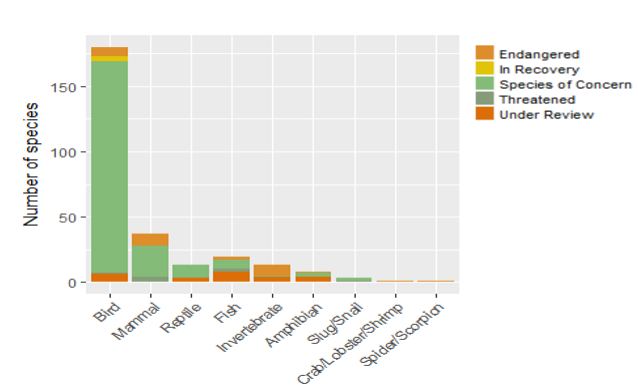 Number of species
150
100
50
0
Bird
Mammal
Reptile
Fish
Invertebrate
Amphibian
Slug/Snail
Crab/Lobster/Shrimp
Spider/Scorpion
Endangered
In Recovery
Species of Concern
Threatened
Under Review